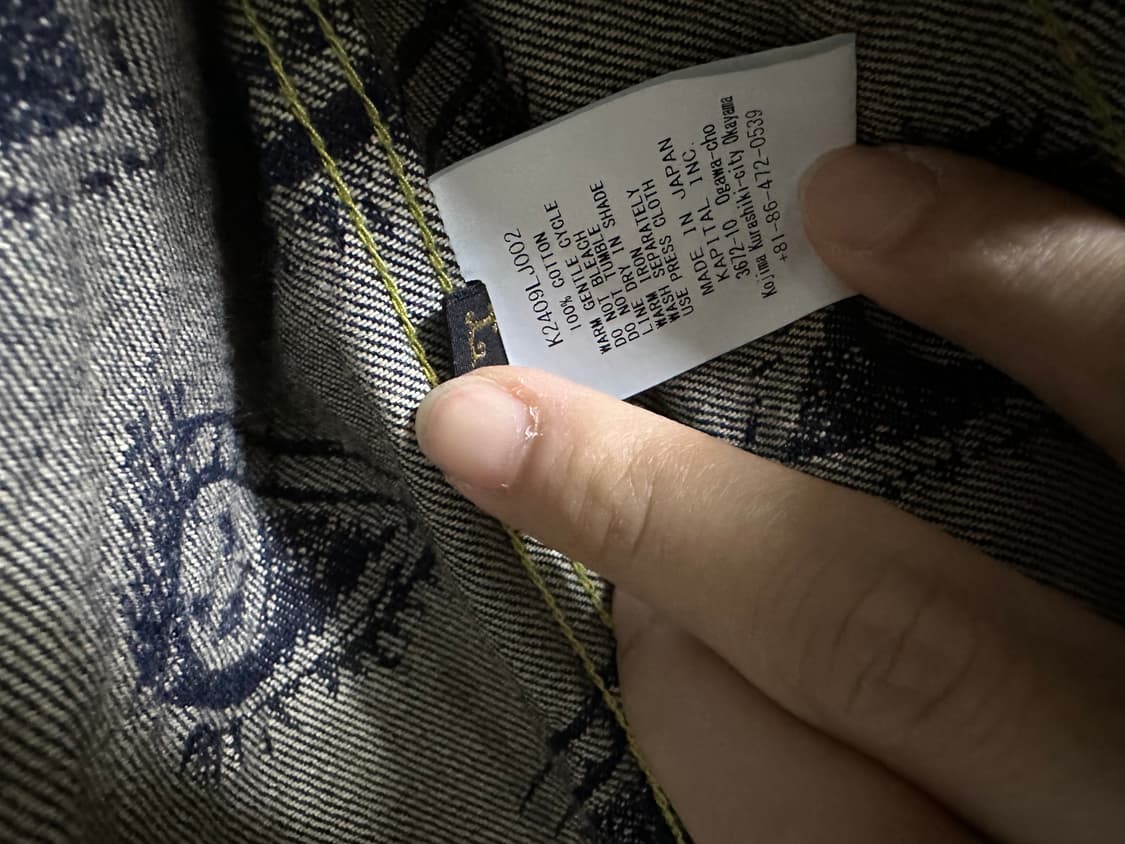 K2409LJ002
100% COTTON
WARM GENTLE CYCLE
DO NOT BLEACH
DO NOT TUMBLE
LINE DRY IN SHADE
WARM IRON
WASH SEPARATELY
USE PRESS CLOTH
MADE IN JAPAN
KAPITAL INC.
3672-10 Ogawa-cho
Kojima Kurashiki-city Okayama
+81-86-472-0539